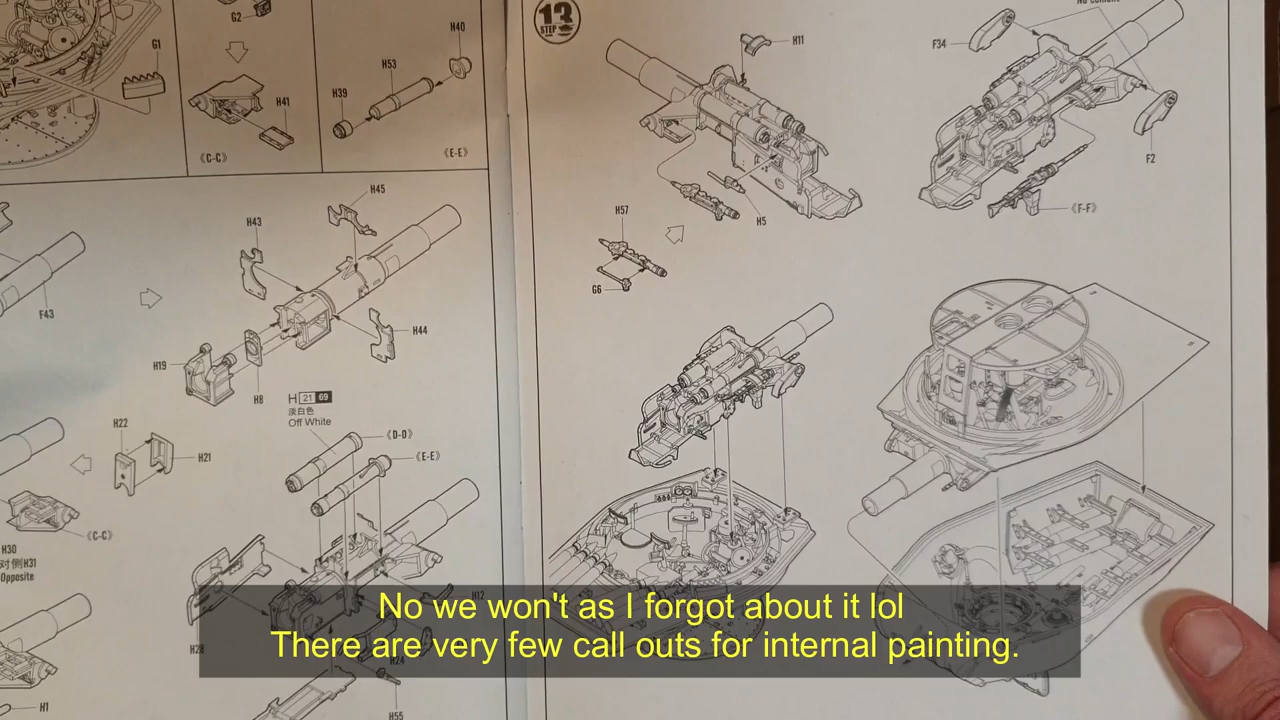 G2
G1
H41
《C-C》
H40
H53
H39
《E-E》
H45
H43
F43
H44
H19
H8
H 21 69
淡白色
Off White
H22
H21
《D-D》
《E-E》
《C-C》
H30
对侧H31
Opposite
H12
H28
H24
H1
H55
13
STEP
H11
H57
H5
G6
No cement
F34
F2
《F-F》
No we won't as I forgot about it lol
There are very few call outs for internal painting.